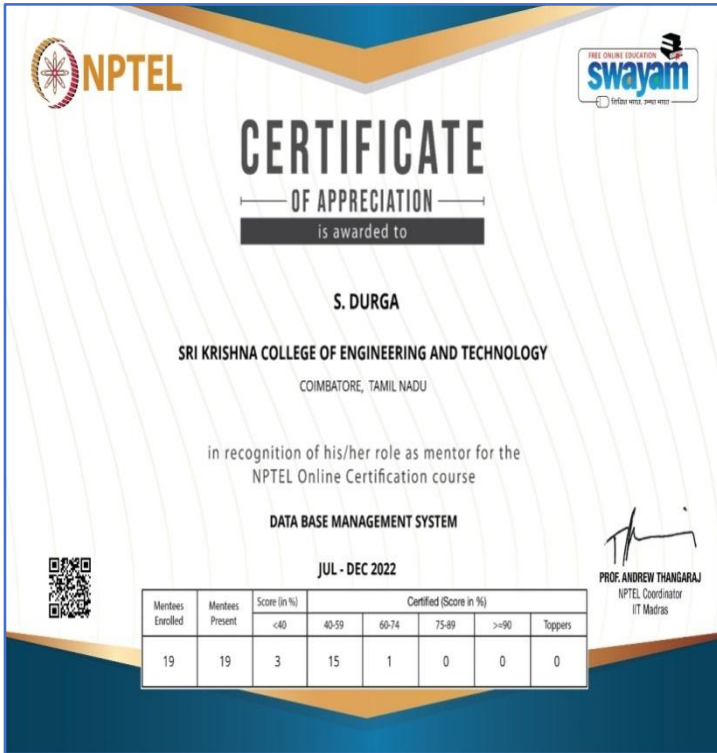 NPTEL
FREE ONLINE EDUCATION
swayam
शिक्षित भारत, उन्नत भारत
CERTIFICATE
OF APPRECIATION
is awarded to
S. DURGA
SRI KRISHNA COLLEGE OF ENGINEERING AND TECHNOLOGY
COIMBATORE, TAMIL NADU
in recognition of his/her role as mentor for the
NPTEL Online Certification course
DATA BASE MANAGEMENT SYSTEM
JUL - DEC 2022
PROF. ANDREW THANGARAJ
NPTEL Coordinator
IIT Madras
Mentees Enrolled Mentees Present Score (in %) Certified (Score in %)
<40 40-59 60-74 75-89 >=90 Toppers
19 19 3 15 1 0 0 0